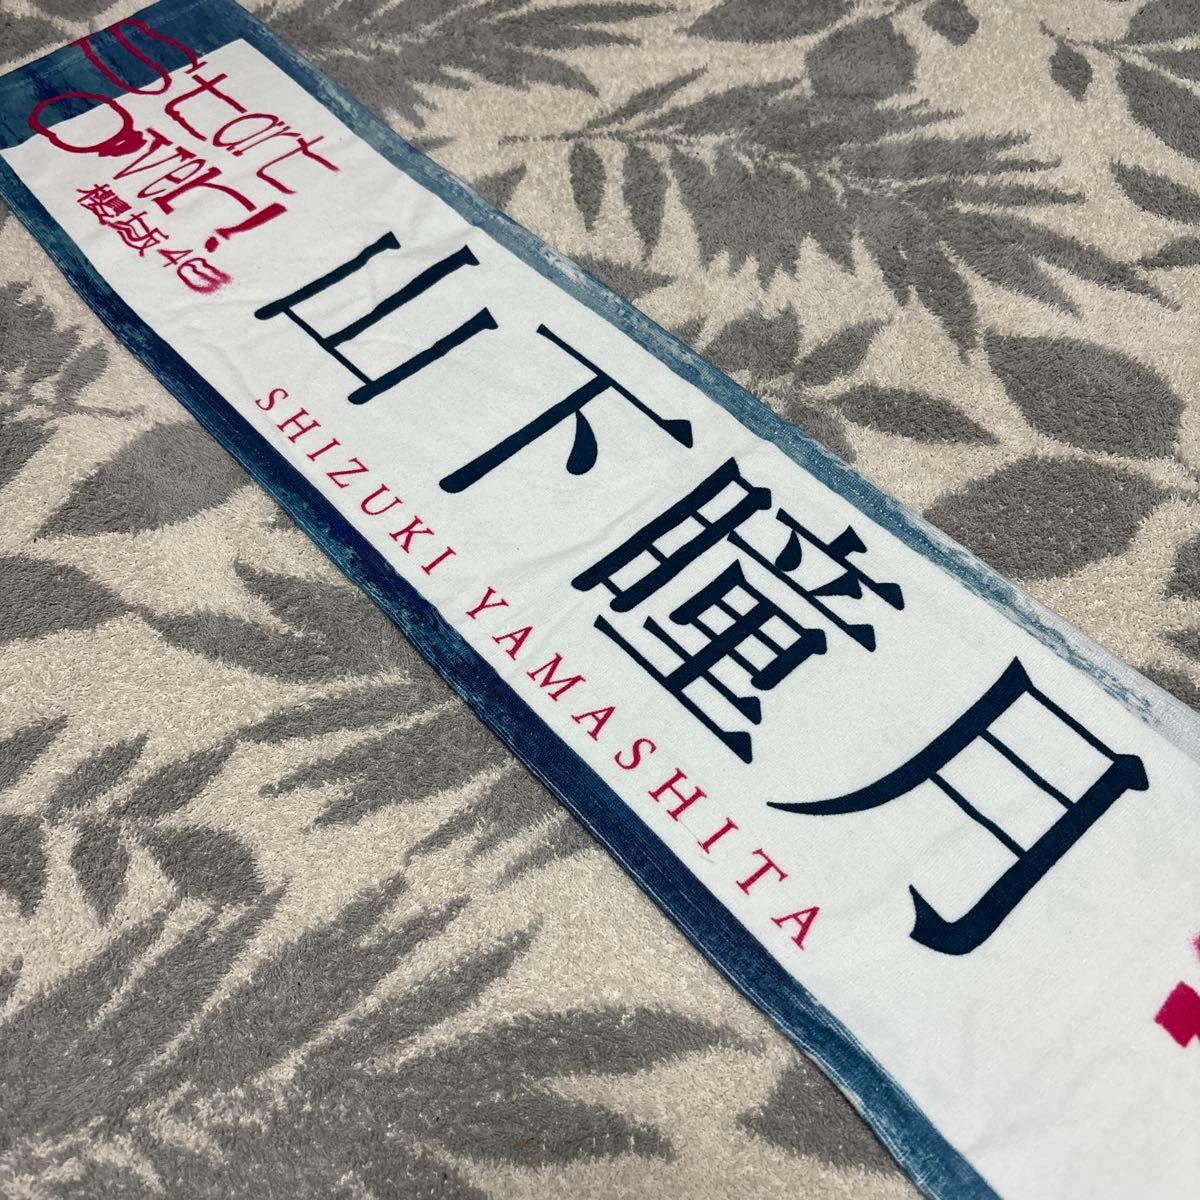 Start
Over!
櫻坂46
山下瞳月
SHIZUKI YAMASHITA